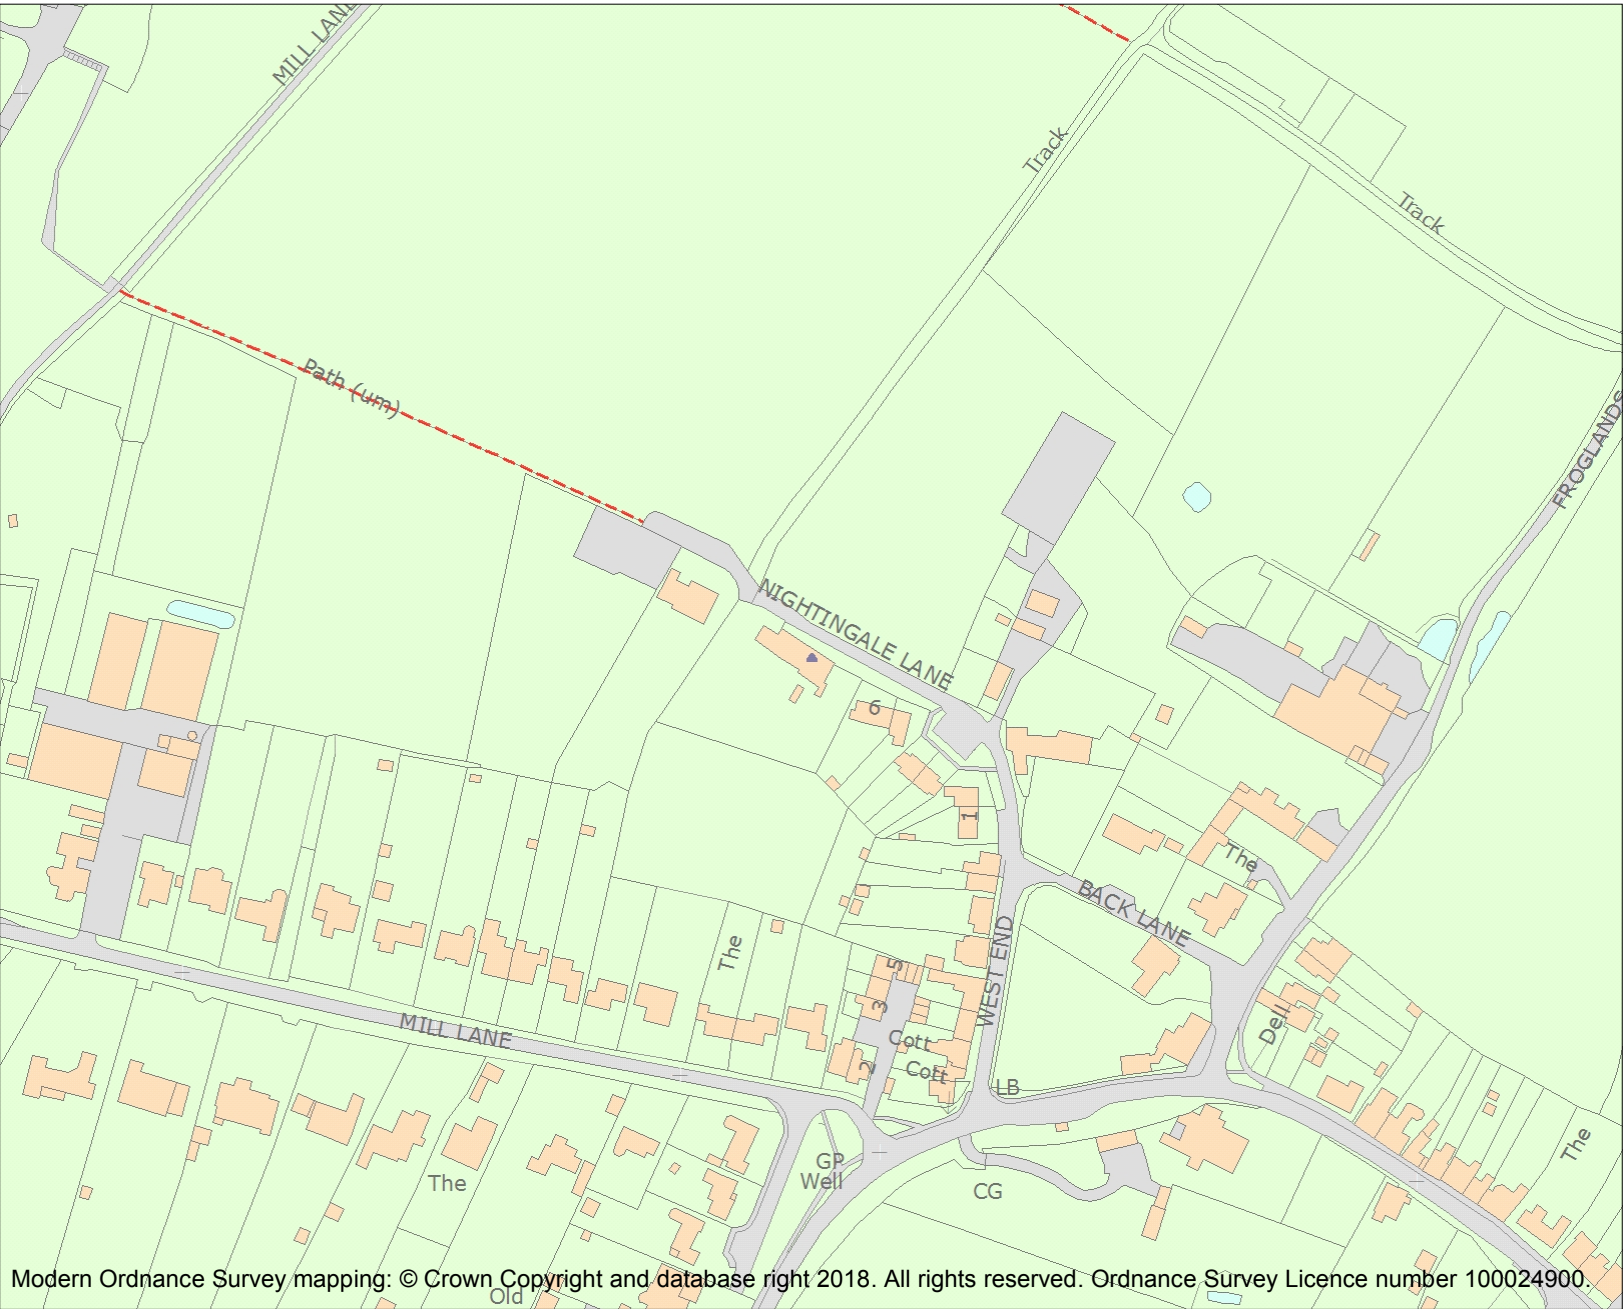 MILL LANE
Track
Track
Path (um)
FROGLANDS
NIGHTINGALE LANE
6
1
The
BACK LANE
WEST END
The
5
3
Dell
MILL LANE
Cott
2
Cott
LB
The
GP
Well
The
CG
Modern Ordnance Survey mapping: © Crown Copyright and database right 2018. All rights reserved. Ordnance Survey Licence number 100024900.
Old